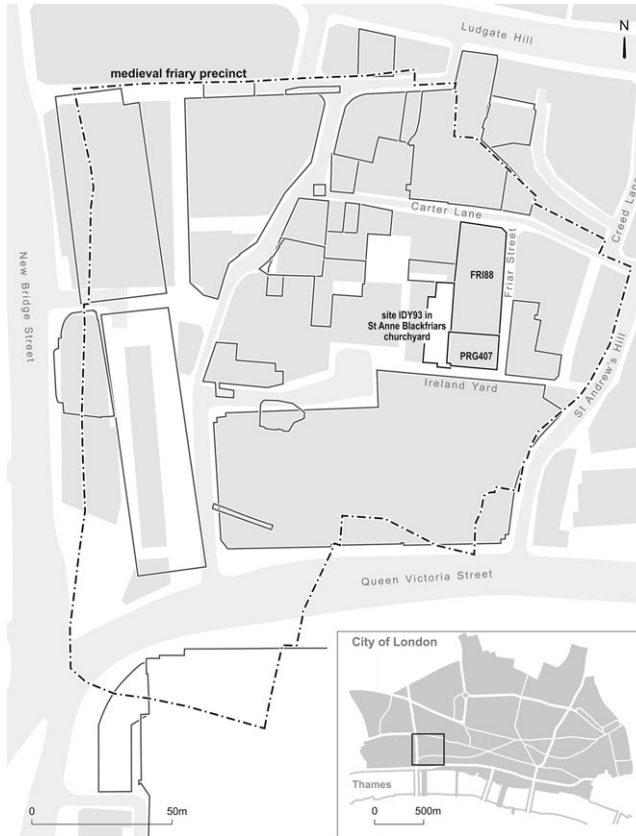 Ludgate Hill
N
medieval friary precinct
Carter Lane
Creed Lane
Friar Street
New Bridge Street
FRI88
site IDY93 in
St Anne Blackfriars
churchyard
PRG407
Ireland Yard
St Andrew's Hill
Queen Victoria Street
City of London
Thames
0 50m
0 500m